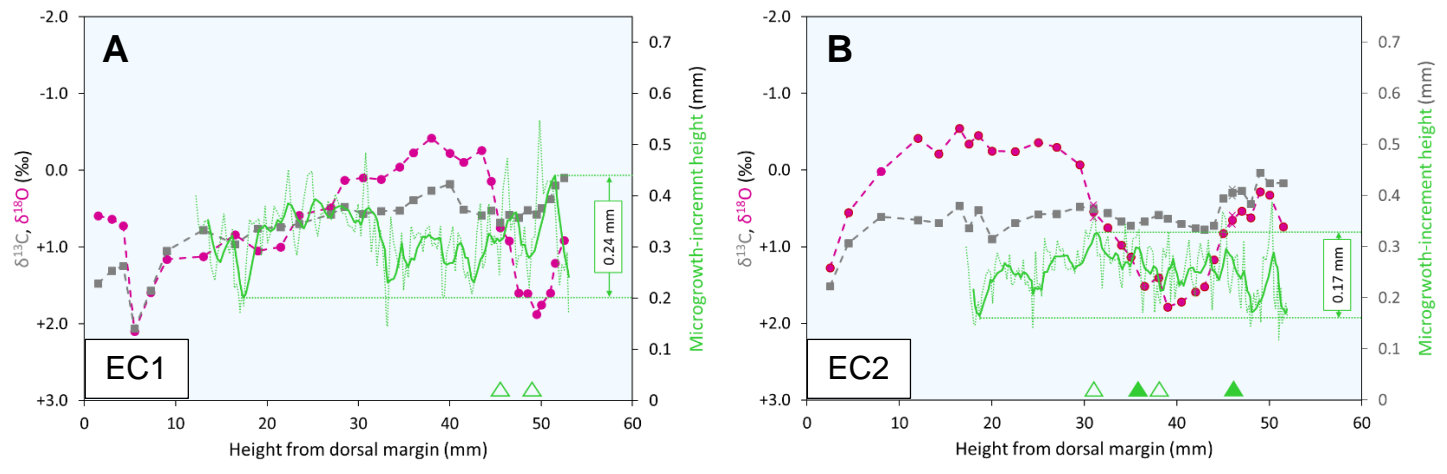 A
-2.0
-1.0
0.0
+1.0
+2.0
+3.0
δ13C, δ18O (‰)
0 10 20 30 40 50 60
Height from dorsal margin (mm)
0.7
0.6
0.5
0.4
0.3
0.2
0.1
0
Microgrowth-incremnt height (mm)
0.24 mm
EC1
B
-2.0
-1.0
0.0
+1.0
+2.0
+3.0
δ13C, δ18O (‰)
0 10 20 30 40 50 60
Height from dorsal margin (mm)
0.7
0.6
0.5
0.4
0.3
0.2
0.1
0
Microgrwoth-increment height (mm)
0.17 mm
EC2